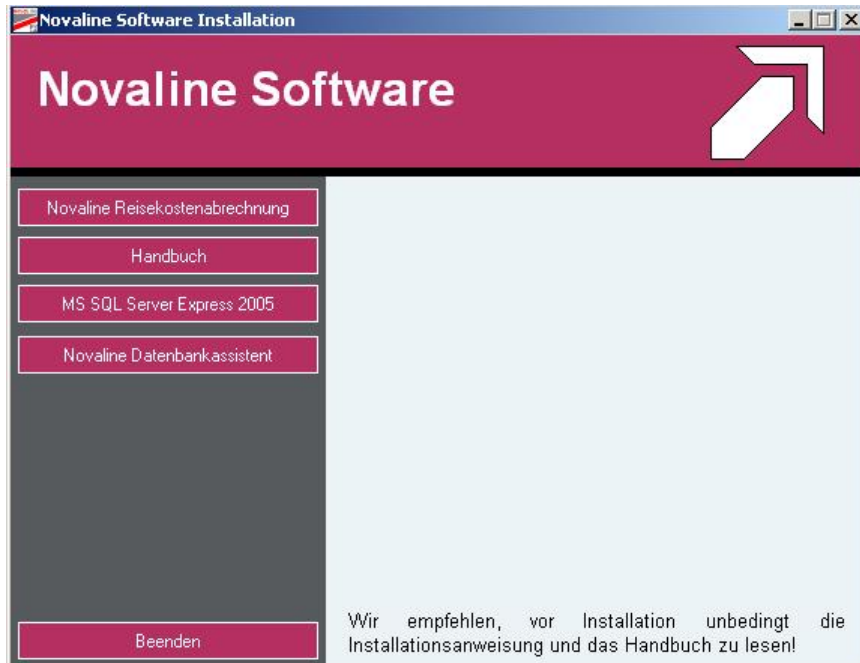 Novaline Software Installation
Novaline Software
Novaline Reisekostenabrechnung
Handbuch
MS SQL Server Express 2005
Novaline Datenbankassistent
Beenden
Wir empfehlen, vor Installation unbedingt die
Installationsanweisung und das Handbuch zu lesen!